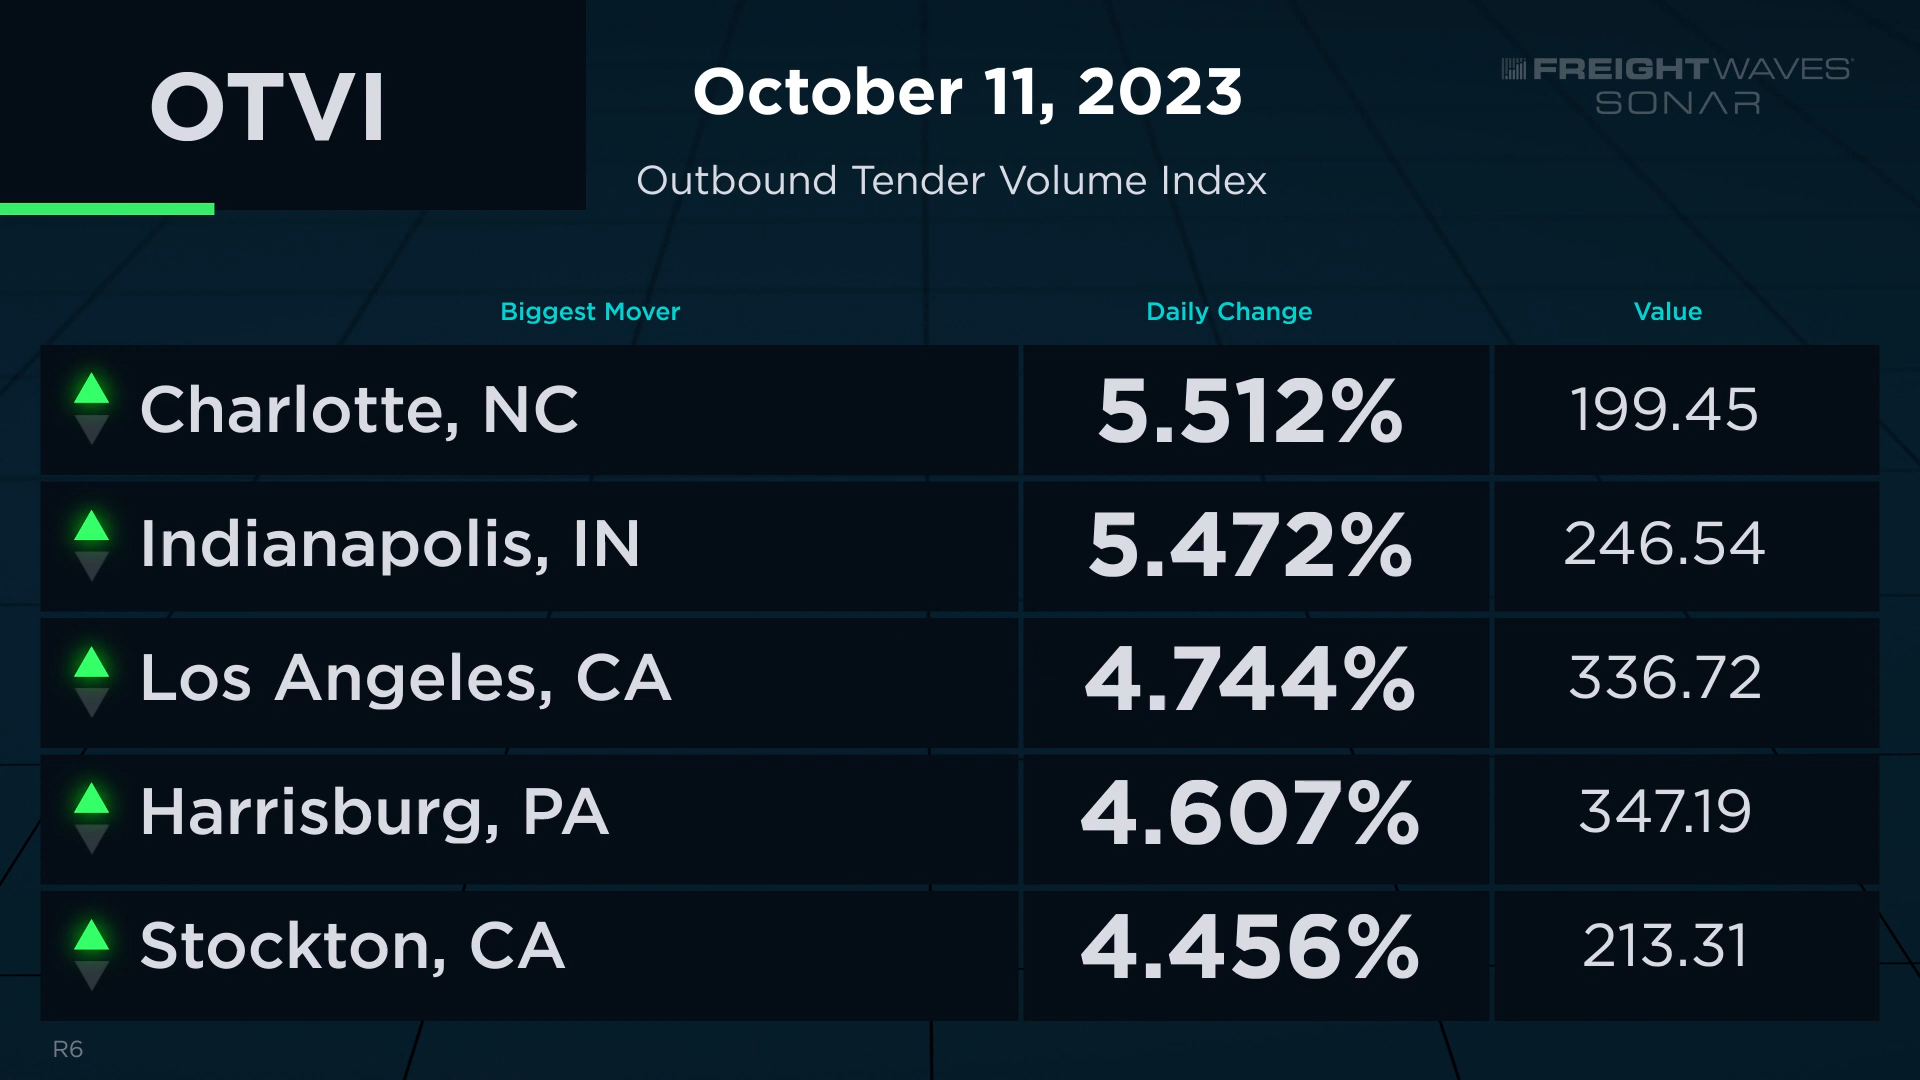 OTVI
October 11, 2023
Outbound Tender Volume Index
FREIGHTWAVES
SONAR
Biggest Mover Daily Change Value
Charlotte, NC 5.512% 199.45
Indianapolis, IN 5.472% 246.54
Los Angeles, CA 4.744% 336.72
Harrisburg, PA 4.607% 347.19
Stockton, CA 4.456% 213.31
R6